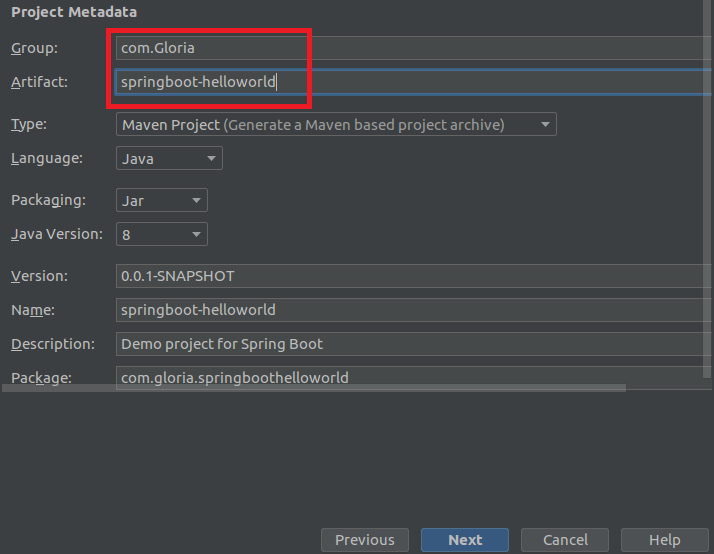 Project Metadata
Group: com.Gloria
Artifact: springboot-helloworld
Type: Maven Project (Generate a Maven based project archive)
Language: Java
Packaging: Jar
Java Version: 8
Version: 0.0.1-SNAPSHOT
Name: springboot-helloworld
Description: Demo project for Spring Boot
Package: com.gloria.springboothelloworld
Previous Next Cancel Help